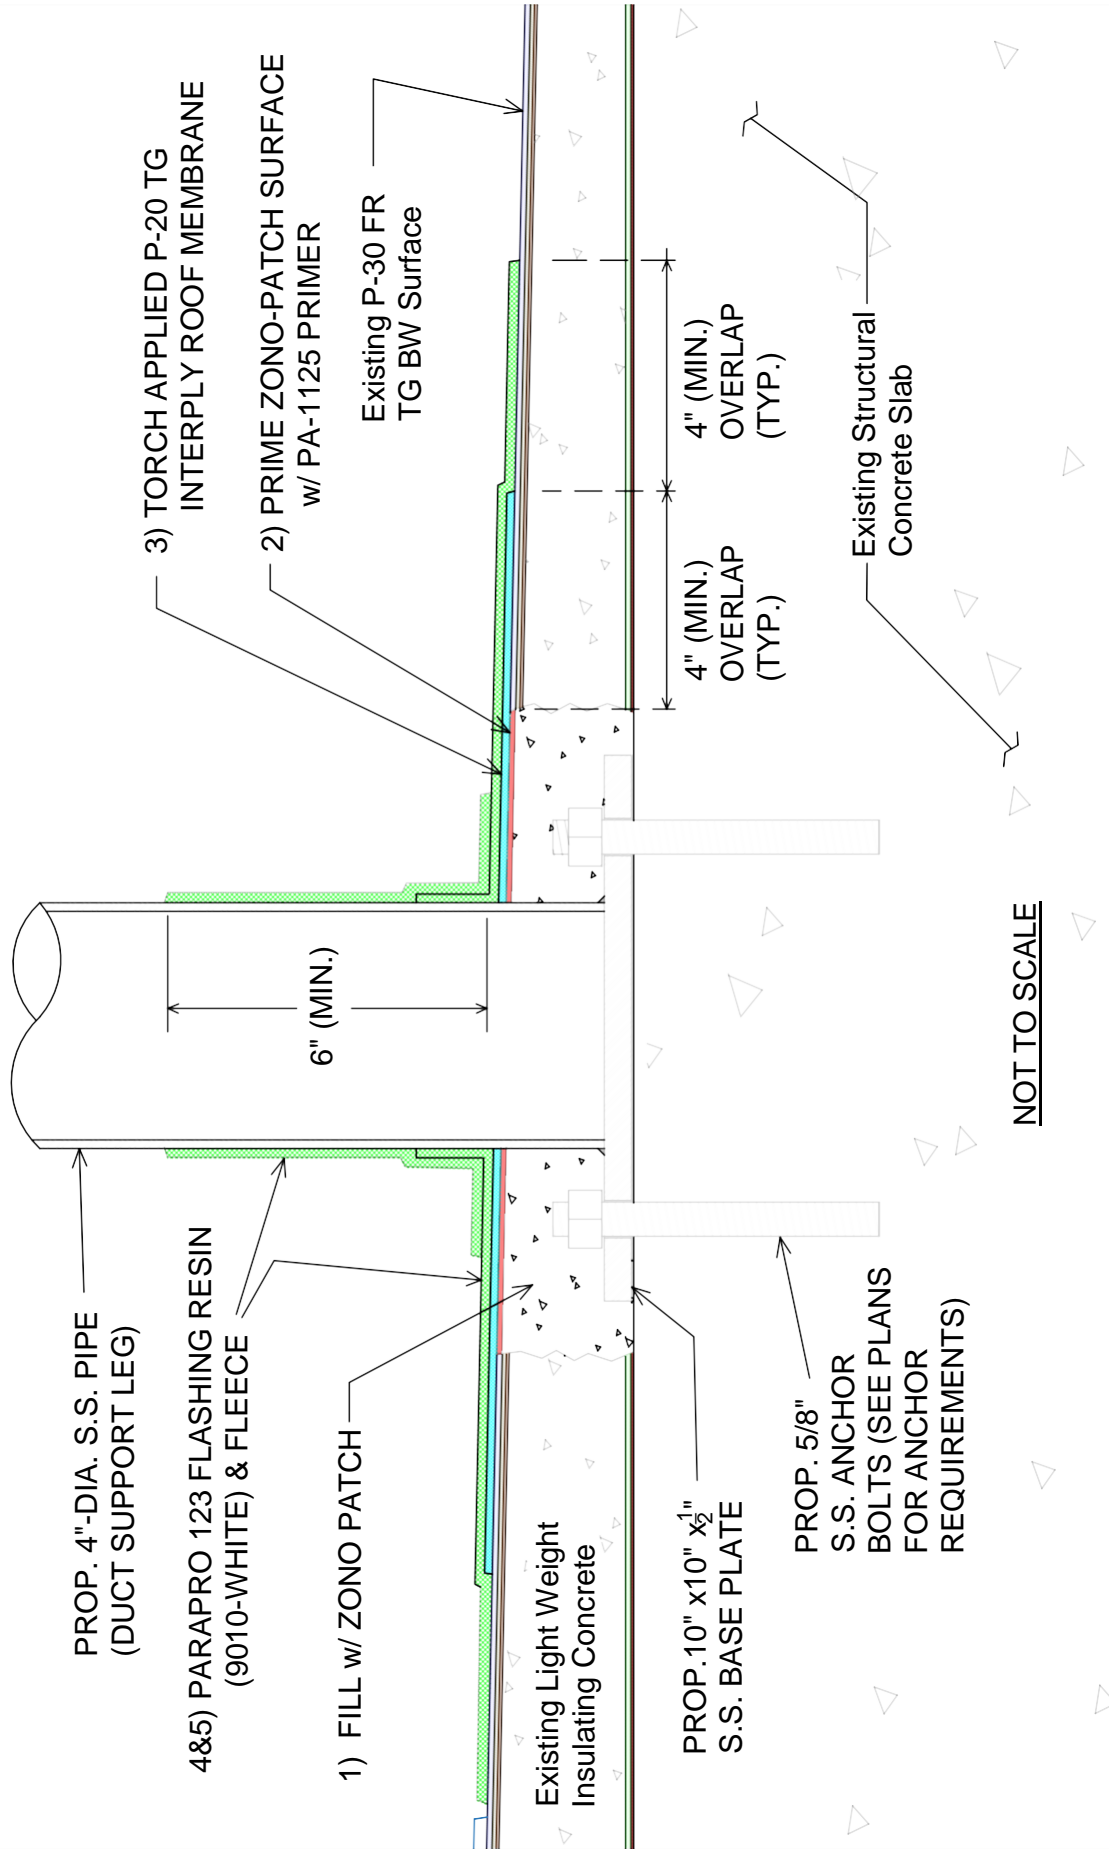 PROP. 4"-DIA. S.S. PIPE
(DUCT SUPPORT LEG)
4&5) PARAPRO 123 FLASHING RESIN
(9010-WHITE) & FLEECE
1) FILL w/ ZONO PATCH
Existing Light Weight
Insulating Concrete
PROP.10" x10" x1/2"
S.S. BASE PLATE
PROP. 5/8"
S.S. ANCHOR
BOLTS (SEE PLANS
FOR ANCHOR
REQUIREMENTS)
6" (MIN.)
NOT TO SCALE
3) TORCH APPLIED P-20 TG
INTERPLY ROOF MEMBRANE
2) PRIME ZONO-PATCH SURFACE
w/ PA-1125 PRIMER
Existing P-30 FR
TG BW Surface
4" (MIN.)
OVERLAP
(TYP.)
4" (MIN.)
OVERLAP
(TYP.)
Existing Structural
Concrete Slab